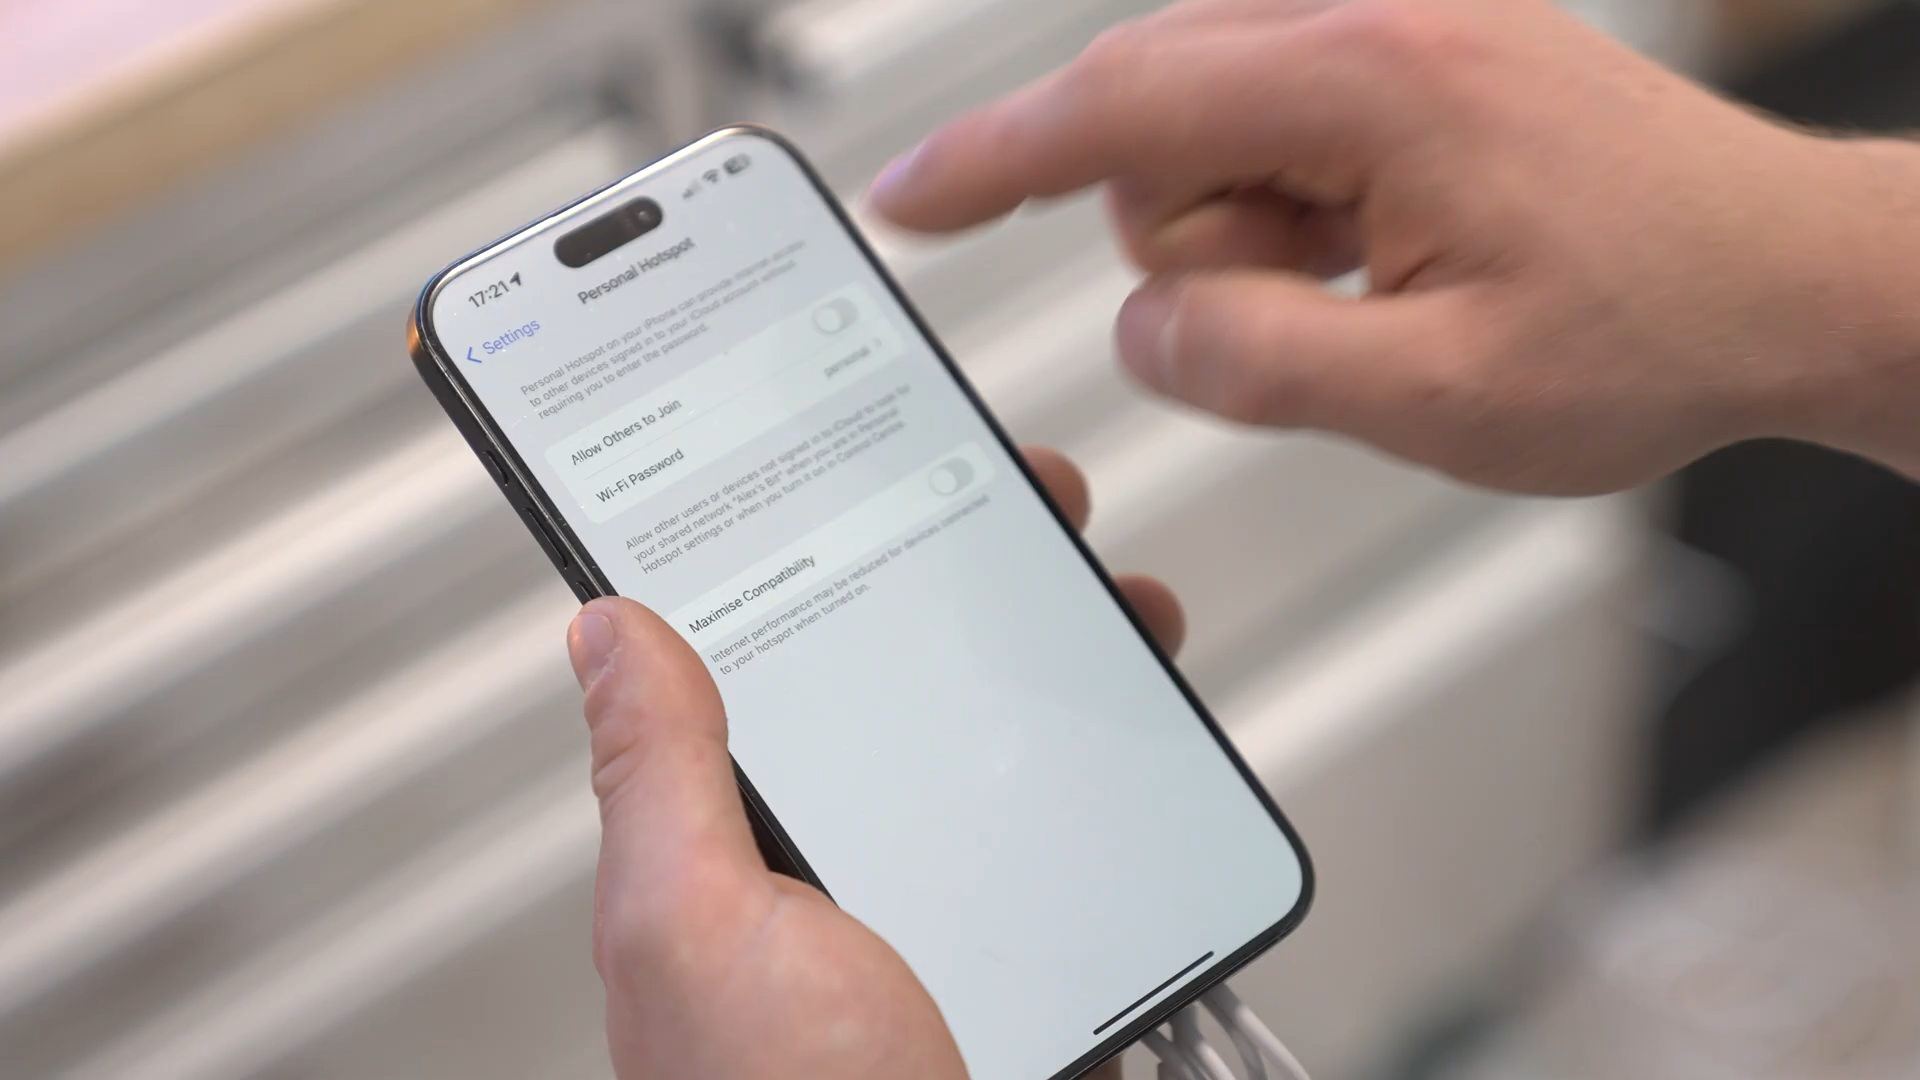 17:21
Settings
Personal Hotspot
Personal Hotspot on your iPhone can provide internet access
to other devices signed in to your iCloud account without
requiring you to enter the password.
Allow Others to Join
Wi-Fi Password
personal
Allow other users or devices not signed in to iCloud to look for
your shared network “Alex’s Bit” when you are in Personal
Hotspot settings or when you turn it on in Control Centre.
Maximise Compatibility
Internet performance may be reduced for devices connected
to your hotspot when turned on.